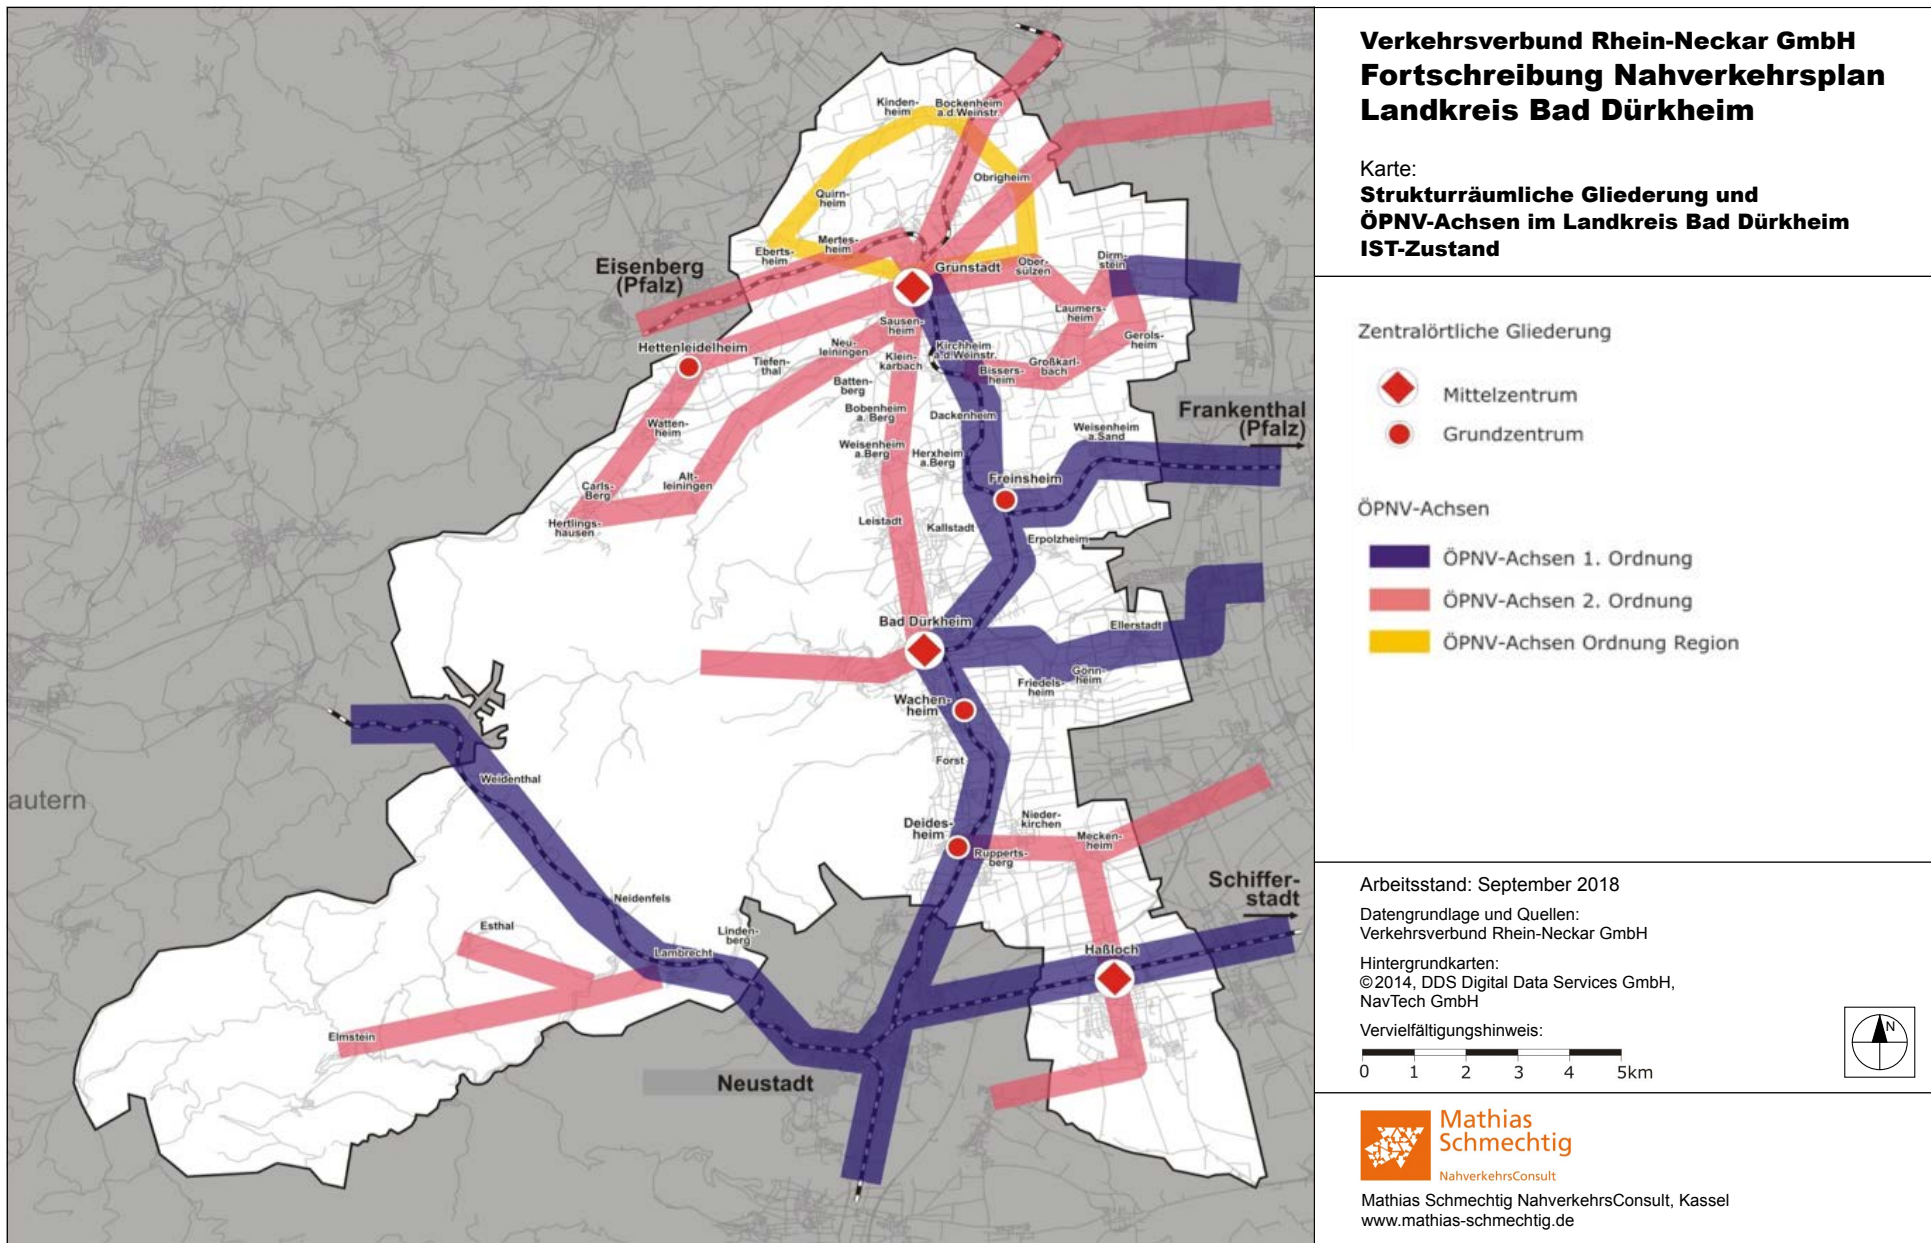 Verkehrsverbund Rhein-Neckar GmbH
Fortschreibung Nahverkehrsplan
Landkreis Bad Dürkheim
Karte:
Strukturräumliche Gliederung und
ÖPNV-Achsen im Landkreis Bad Dürkheim
IST-Zustand
Zentralörtliche Gliederung
Mittelzentrum
Grundzentrum
ÖPNV-Achsen
ÖPNV-Achsen 1. Ordnung
ÖPNV-Achsen 2. Ordnung
ÖPNV-Achsen Ordnung Region
Arbeitsstand: September 2018
Datengrundlage und Quellen:
Verkehrsverbund Rhein-Neckar GmbH
Hintergrundkarten:
©2014, DDS Digital Data Services GmbH,
NavTech GmbH
Vervielfältigungshinweis:
0 1 2 3 4 5km
N
Mathias
Schmechtig
NahverkehrsConsult
Mathias Schmechtig NahverkehrsConsult, Kassel
www.mathias-schmechtig.de
Kinden-
heim
Bockenheim
a.d.Weinstr.
Obrigheim
Quirn-
heim
Mertes-
heim
Eberts-
heim
Eisenberg
(Pfalz)
Grünstadt
Ober-
sülzen
Dirm-
stein
Laumers-
heim
Gerols-
heim
Sausen-
heim
Hettenleidelheim
Tiefen-
thal
Neu-
leiningen
Klein-
karbach
Kirchheim
a.d.Weinstr.
Bissers-
heim
Großkarl-
bach
Batten-
berg
Bobenheim
a. Berg
Dackenheim
Frankenthal
(Pfalz)
Watten-
heim
Weisenheim
a.Berg
Herxheim
a.Berg
Weisenheim
a.Sand
Carls-
Berg
Alt-
leiningen
Freinsheim
Hertlings-
hausen
Leistadt
Kallstadt
Erpolzheim
Bad Dürkheim
Ellerstadt
Friedels-
heim
Gönn-
heim
Wachen-
heim
Forst
Weidenthal
autern
Deides-
heim
Nieder-
kirchen
Rupperts-
berg
Mecken-
heim
Schiffer-
stadt
Neidenfels
Esthal
Linden-
berg
Lambrecht
Haßloch
Elmstein
Neustadt